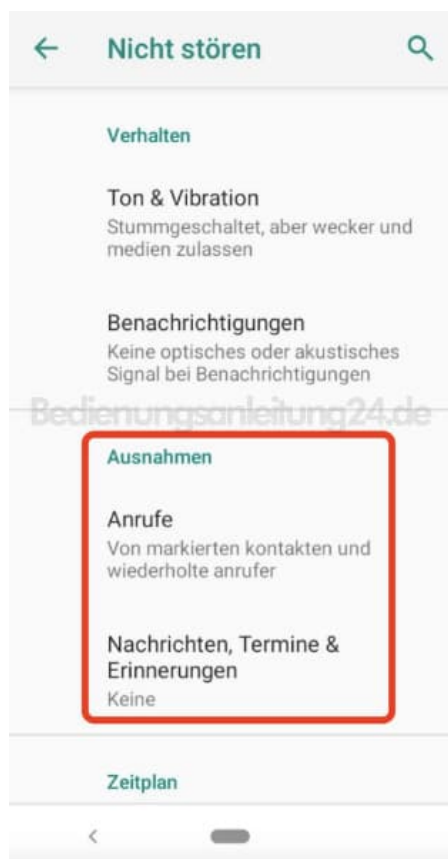 Nicht stören
Verhalten
Ton & Vibration
Stummgeschaltet, aber wecker und
medien zulassen
Benachrichtigungen
Keine optisches oder akustisches
Signal bei Benachrichtigungen
Bedienungsanleitung24.de
Ausnahmen
Anrufe
Von markierten kontakten und
wiederholte anrufer
Nachrichten, Termine &
Erinnerungen
Keine
Zeitplan